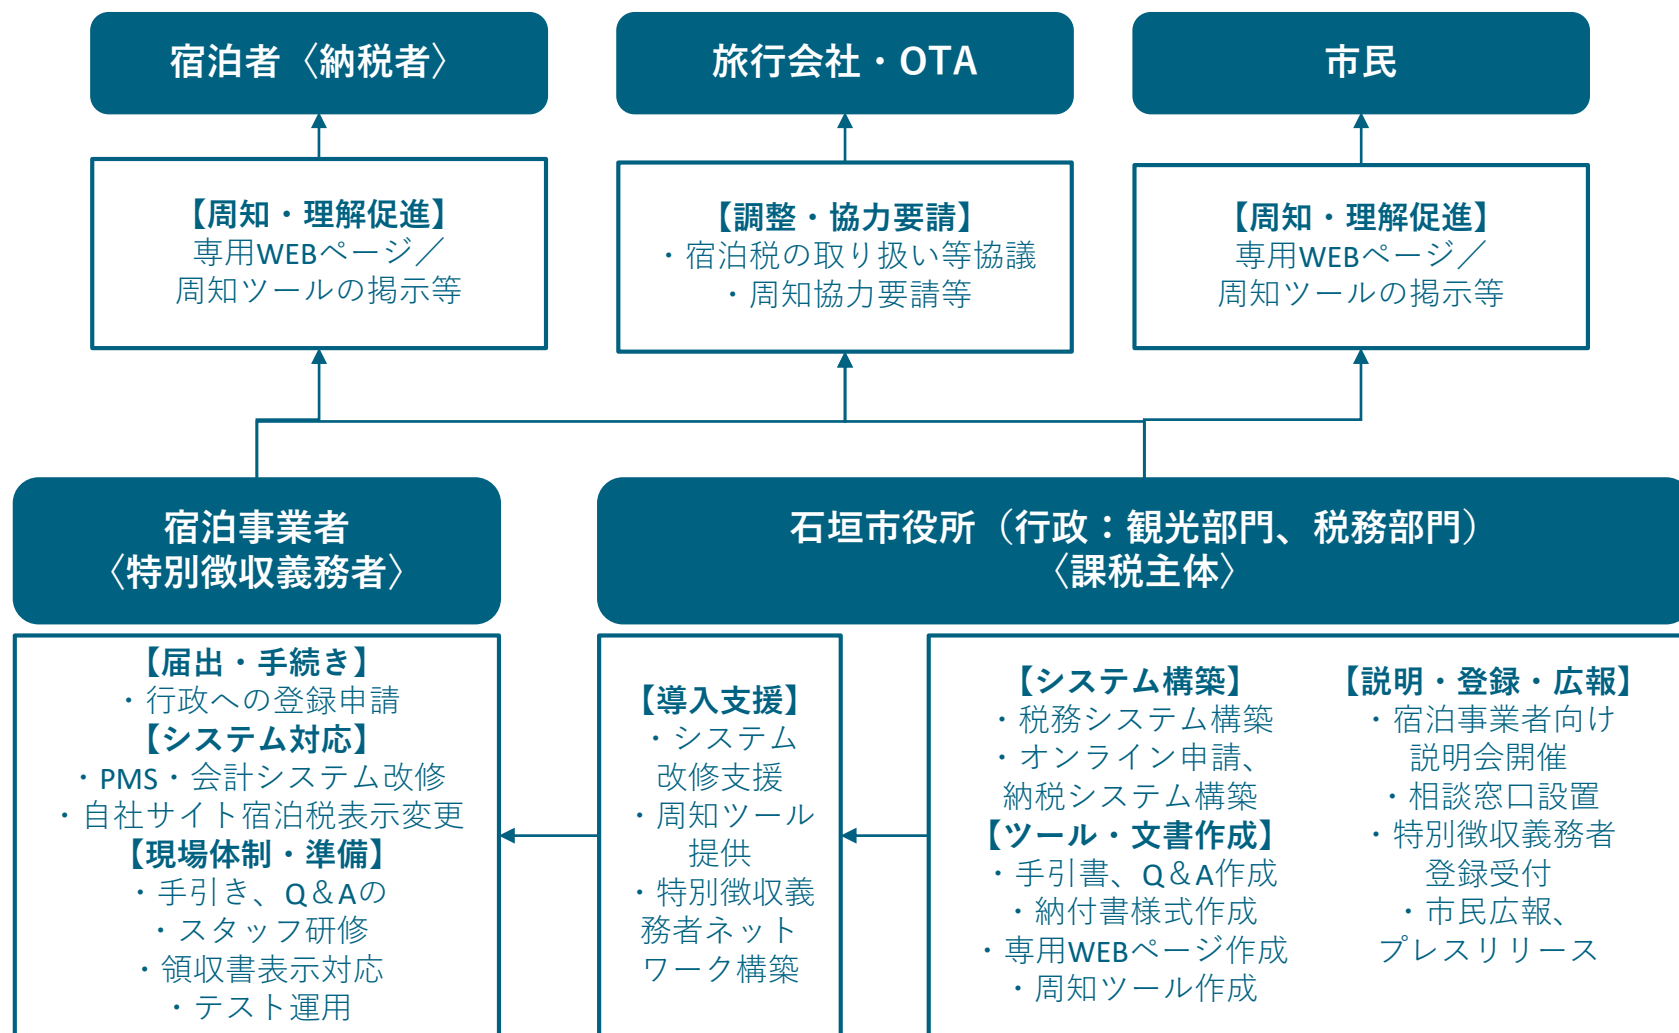 宿泊者〈納税者〉
旅行会社・OTA
市民
【周知・理解促進】
専用WEBページ／
周知ツールの掲示等
【調整・協力要請】
・宿泊税の取り扱い等協議
・周知協力要請等
【周知・理解促進】
専用WEBページ／
周知ツールの掲示等
宿泊事業者
〈特別徴収義務者〉
石垣市役所（行政：観光部門、税務部門）
〈課税主体〉
【届出・手続き】
・行政への登録申請
【システム対応】
・PMS・会計システム改修
・自社サイト宿泊税表示変更
【現場体制・準備】
・手引き、Q＆Aの
・スタッフ研修
・領収書表示対応
・テスト運用
【導入支援】
・システム
改修支援
・周知ツール
提供
・特別徴収義
務者ネット
ワーク構築
【システム構築】
・税務システム構築
・オンライン申請、
納税システム構築
【ツール・文書作成】
・手引書、Q＆A作成
・納付書様式作成
・専用WEBページ作成
・周知ツール作成
【説明・登録・広報】
・宿泊事業者向け
説明会開催
・相談窓口設置
・特別徴収義務者
登録受付
・市民広報、
プレスリリース